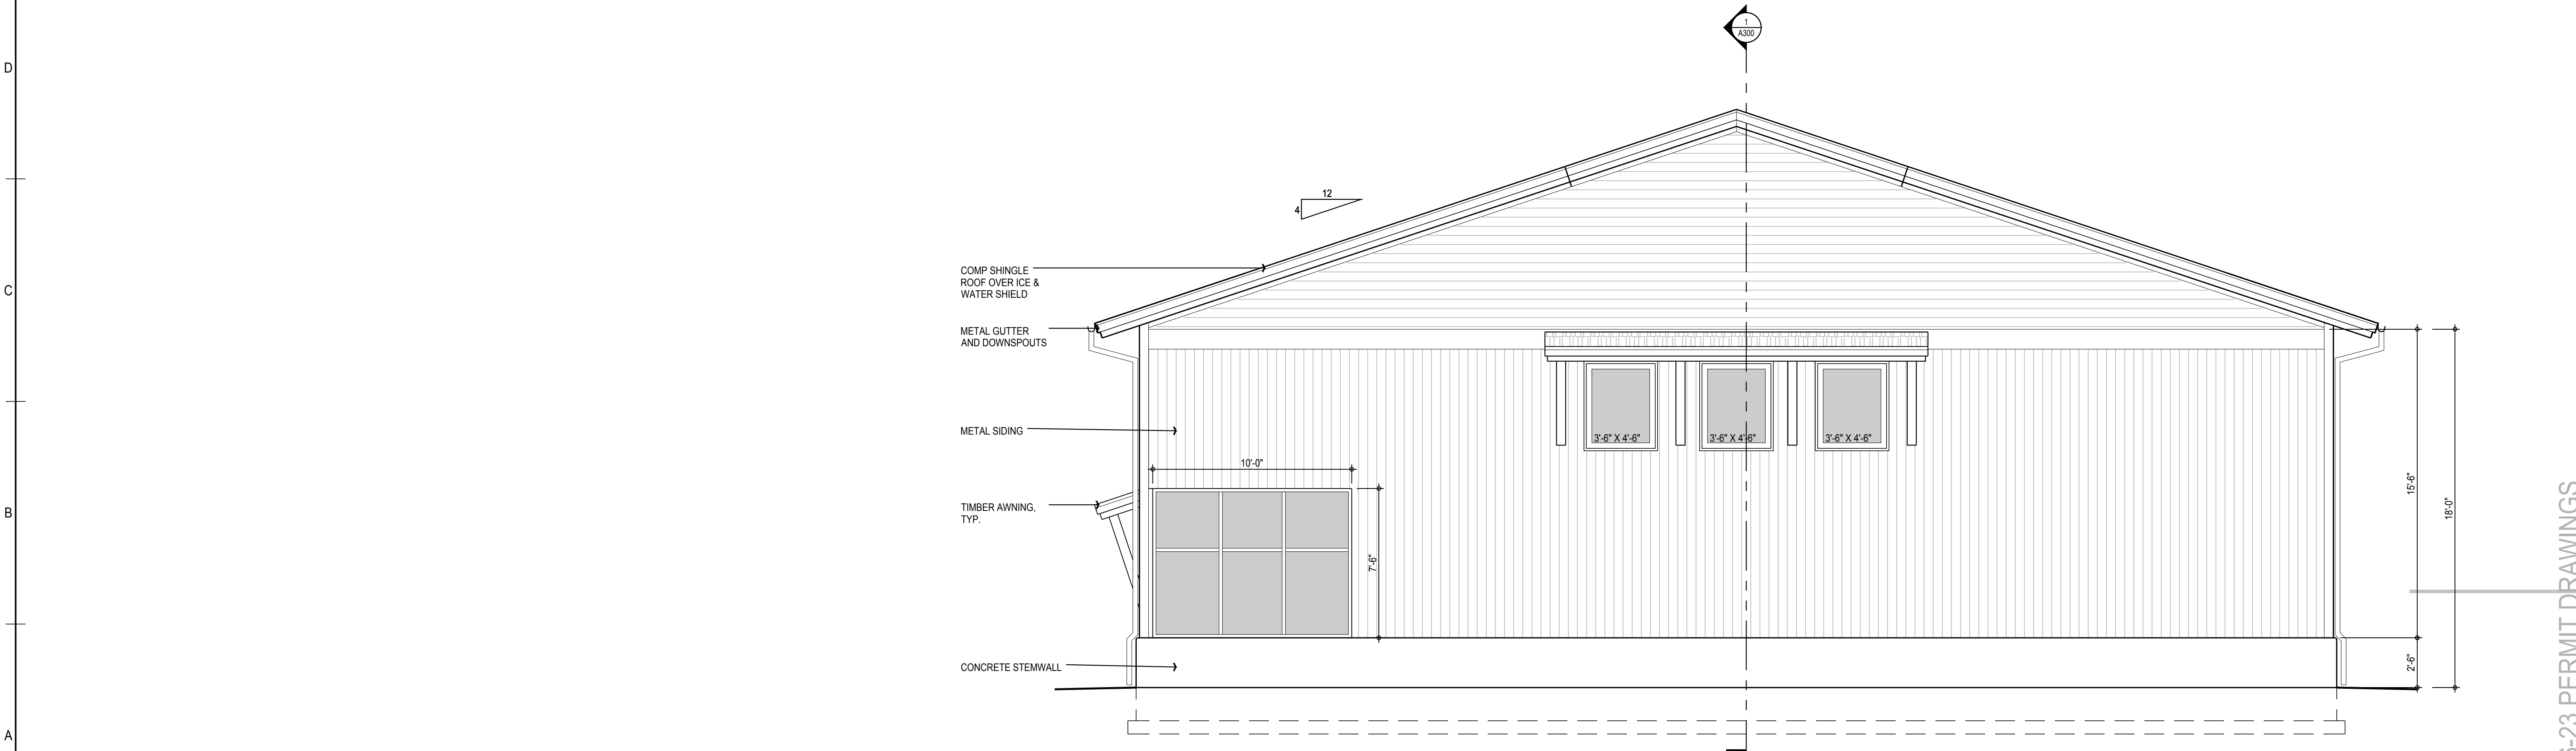 1
A300
D
12
4
COMP SHINGLE
ROOF OVER ICE &
WATER SHIELD
C
METAL GUTTER
AND DOWNSPOUTS
METAL SIDING
3'-6" X 4'-6"
3'-6" X 4'-6"
3'-6" X 4'-6"
10'-0"
15'-6"
18'-0"
TIMBER AWNING,
TYP.
B
7'-6"
CONCRETE STEMWALL
2'-6"
A
-23 PERMIT DRAWINGS